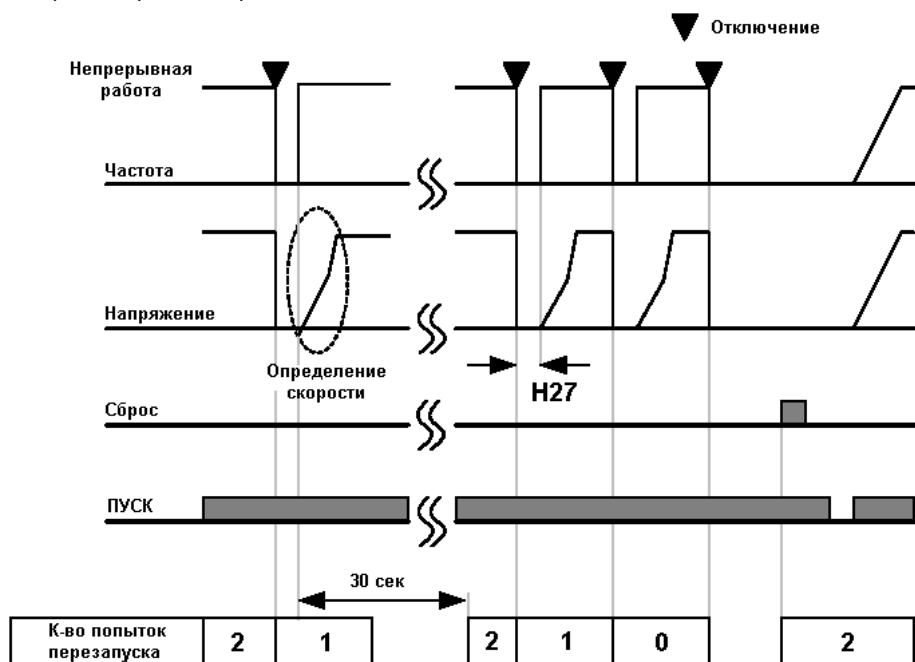 Отключение
Непрерывная
работа
Частота
Напряжение
Определение
скорости
H27
Сброс
ПУСК
30 сек
К-во попыток
перезапуска
2 1 2 1 0 2